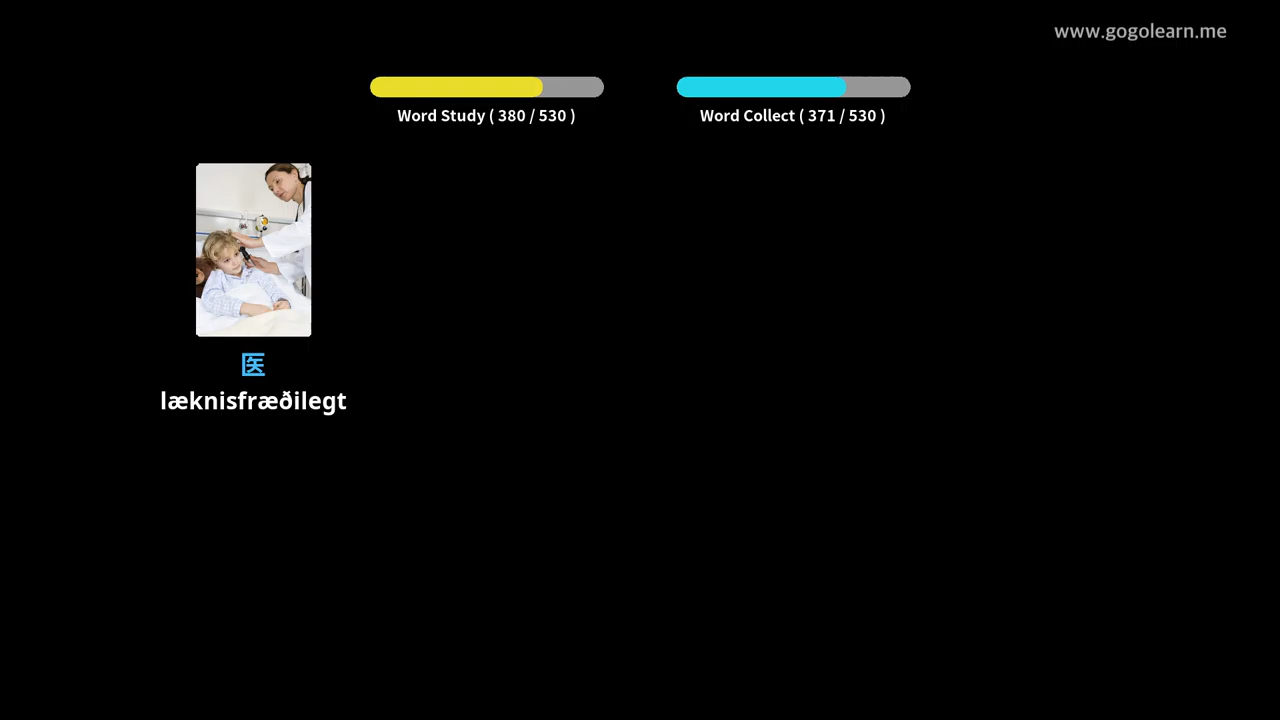 www.gogolearn.me
Word Study ( 380 / 530 )
Word Collect ( 371 / 530 )
医
læknisfræðilegt